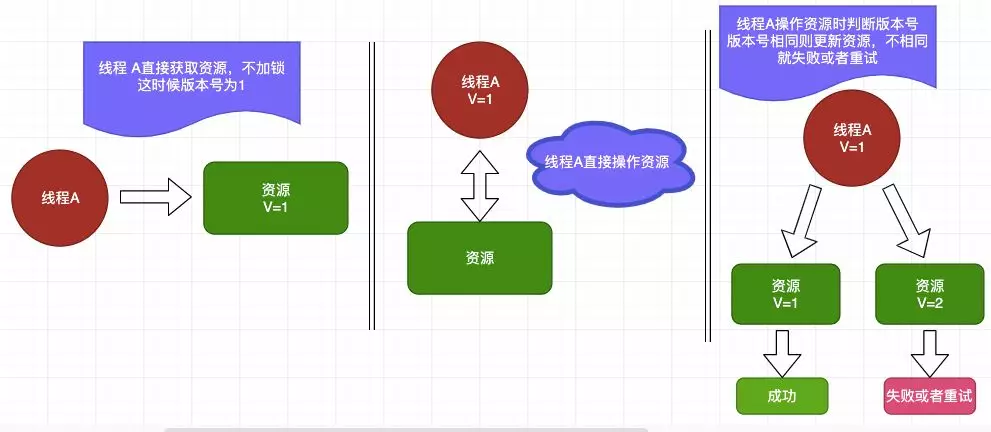 线程 A直接获取资源，不加锁
这时候版本号为1
线程A
资源
V=1
线程A
V=1
线程A直接操作资源
资源
线程A操作资源时判断版本号
版本号相同则更新资源，不相同
就失败或者重试
线程A
V=1
资源
V=1
资源
V=2
成功
失败或者重试